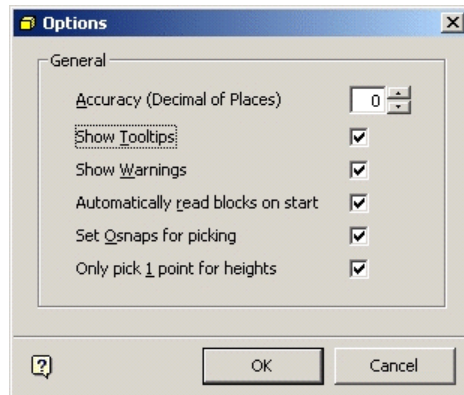 Options
General
Accuracy (Decimal of Places) 0
Show Tooltips
Show Warnings
Automatically read blocks on start
Set Osnaps for picking
Only pick 1 point for heights
? OK Cancel